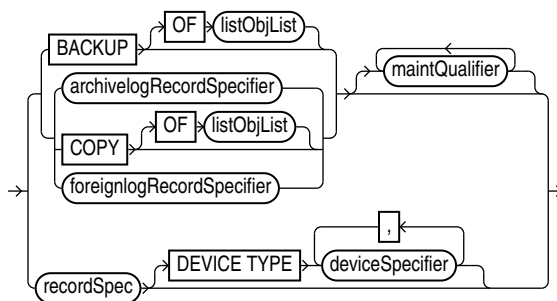 OF listObjList
BACKUP
maintQualifier
archivelogRecordSpecifier
OF listObjList
COPY
foreignlogRecordSpecifier
,
DEVICE TYPE deviceSpecifier
recordSpec